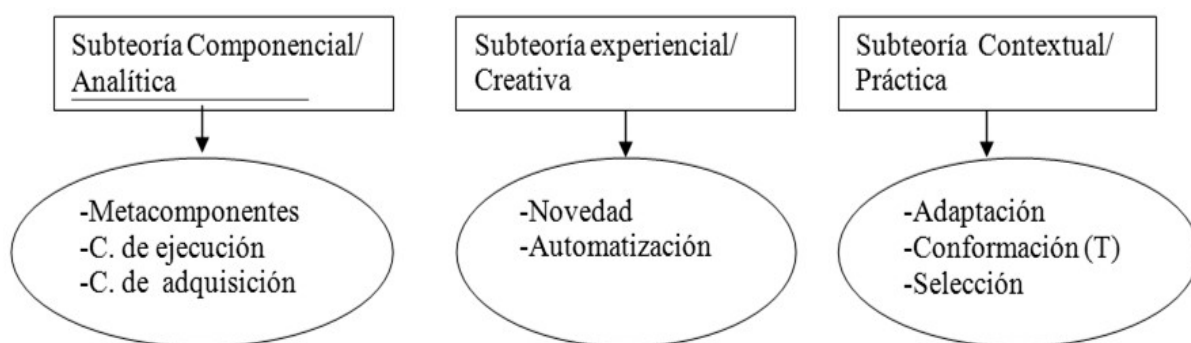 Subteoría Componencial/
Analítica
Subteoría experiencial/
Creativa
Subteoría Contextual/
Práctica
-Metacomponentes
-C. de ejecución
-C. de adquisición
-Novedad
-Automatización
-Adaptación
-Conformación (T)
-Selección